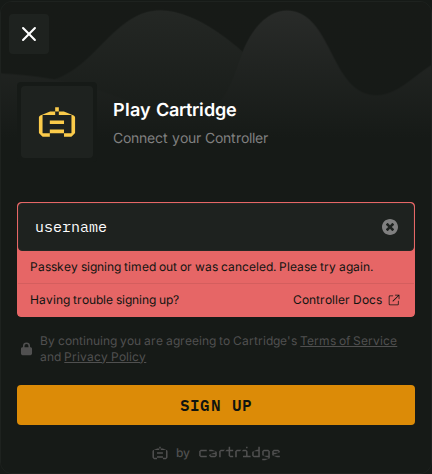 Play Cartridge
Connect your Controller
username
Passkey signing timed out or was canceled. Please try again.
Having trouble signing up? Controller Docs
By continuing you are agreeing to Cartridge's Terms of Service
and Privacy Policy
SIGN UP
by cartridge